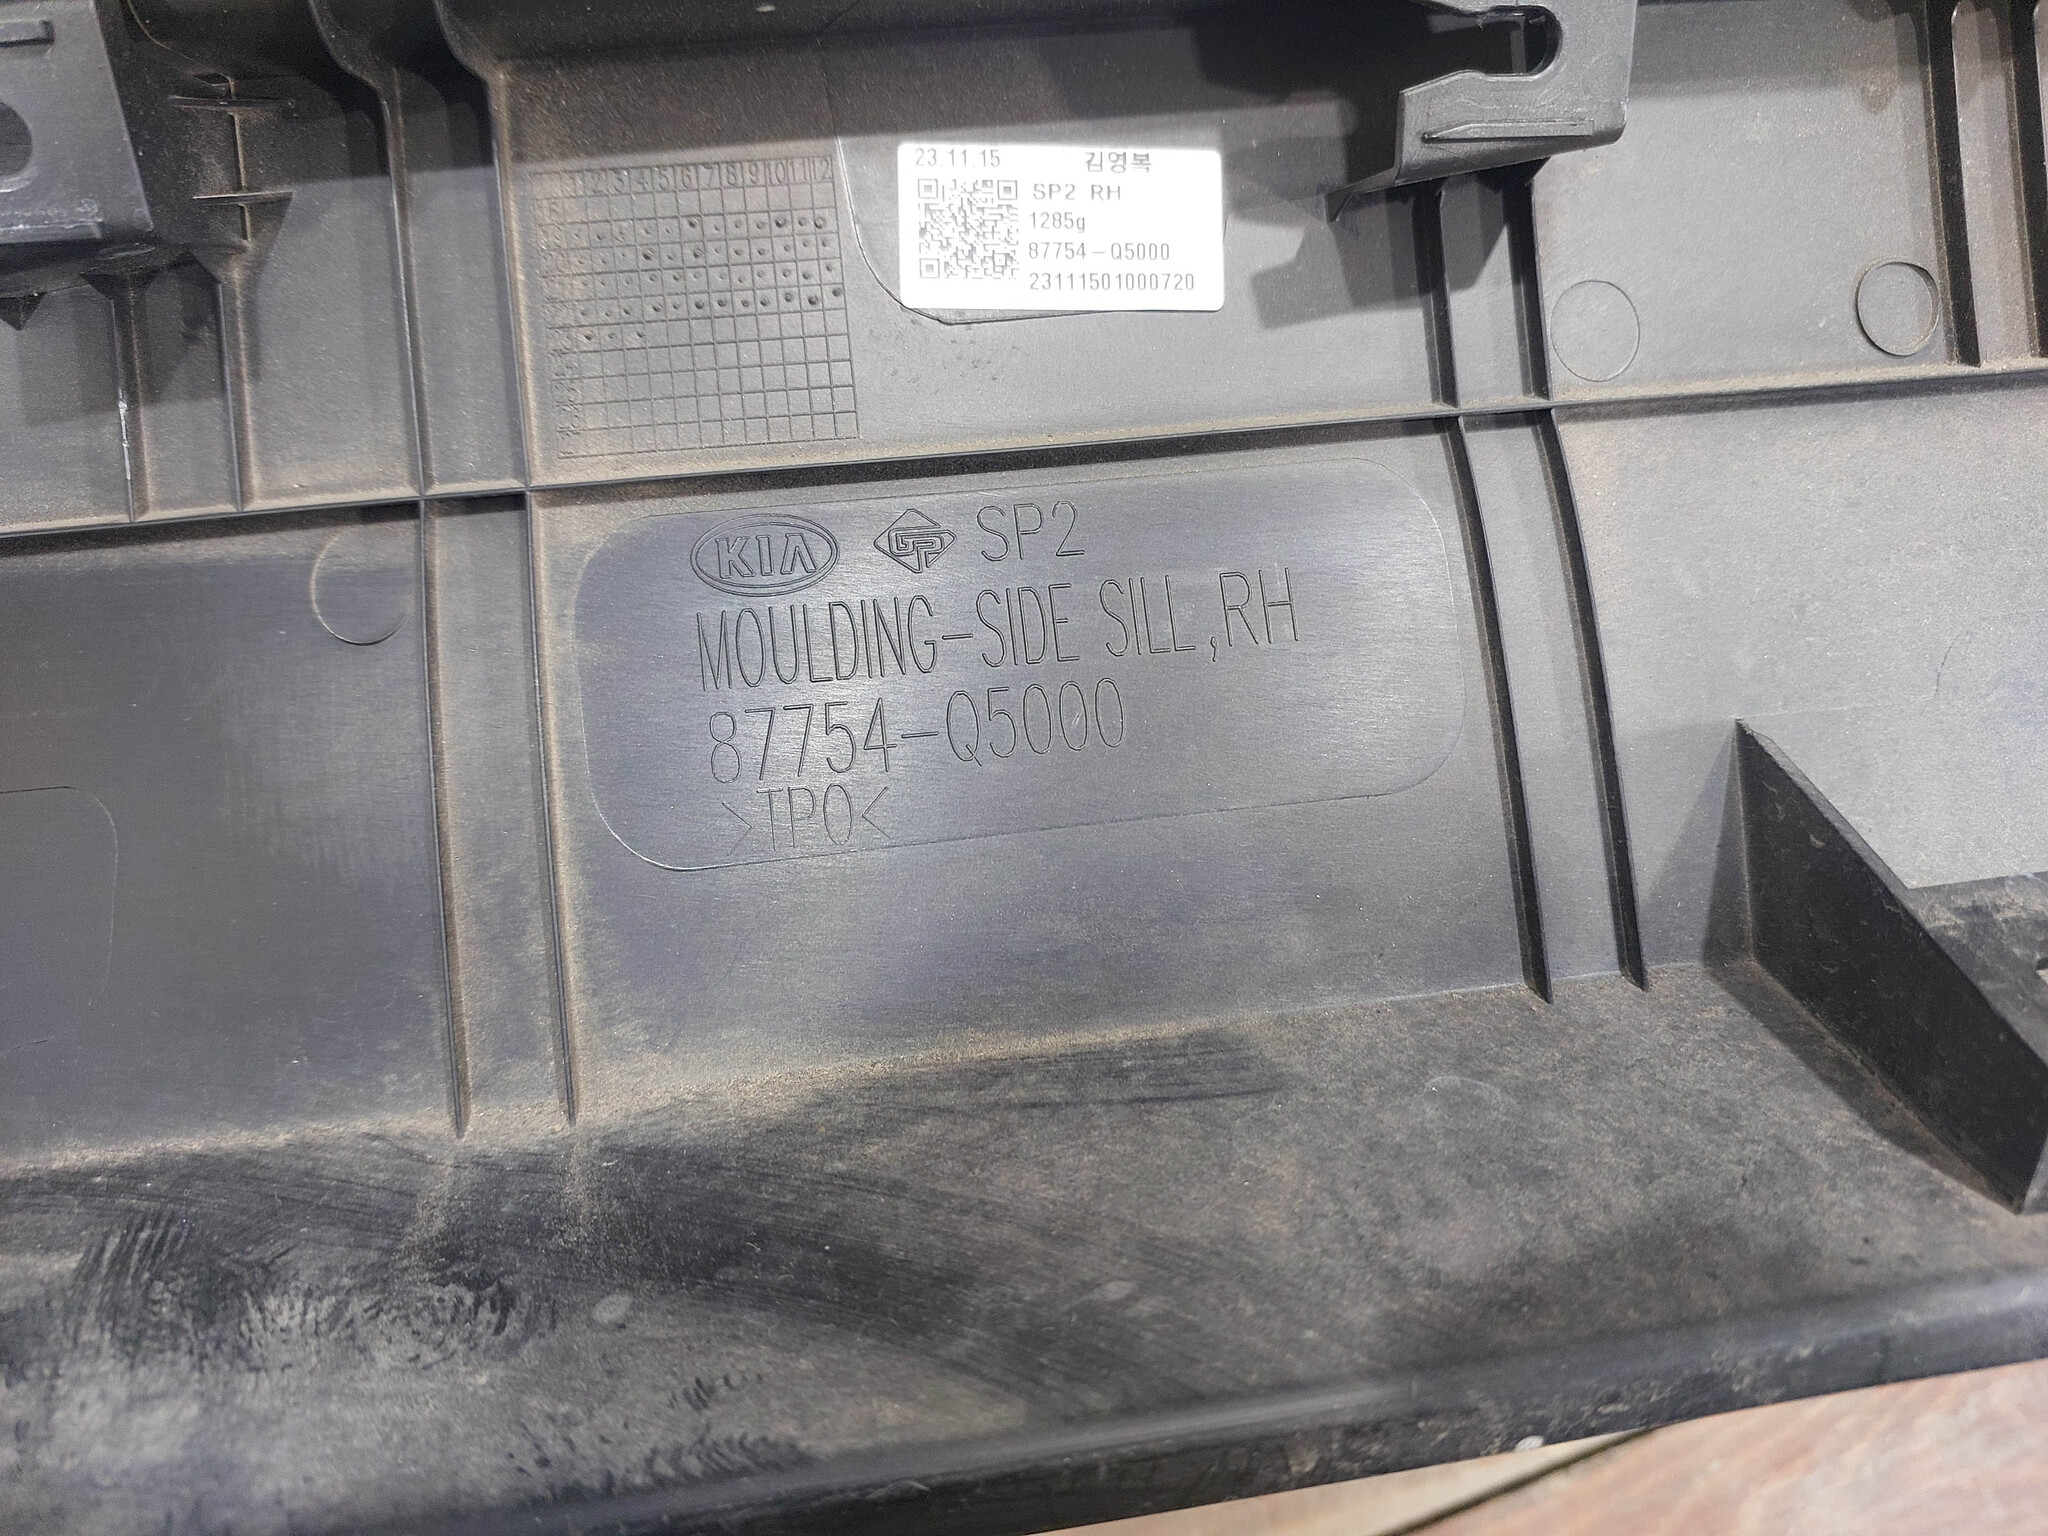 1 2 3 4 5 6 7 8 9 10 11 12
23.11.15 김영복
SP2 RH
1285g
87754-Q5000
23111501000720
KIA SP2
MOULDING-SIDE SILL,RH
87754-Q5000
>TPO<